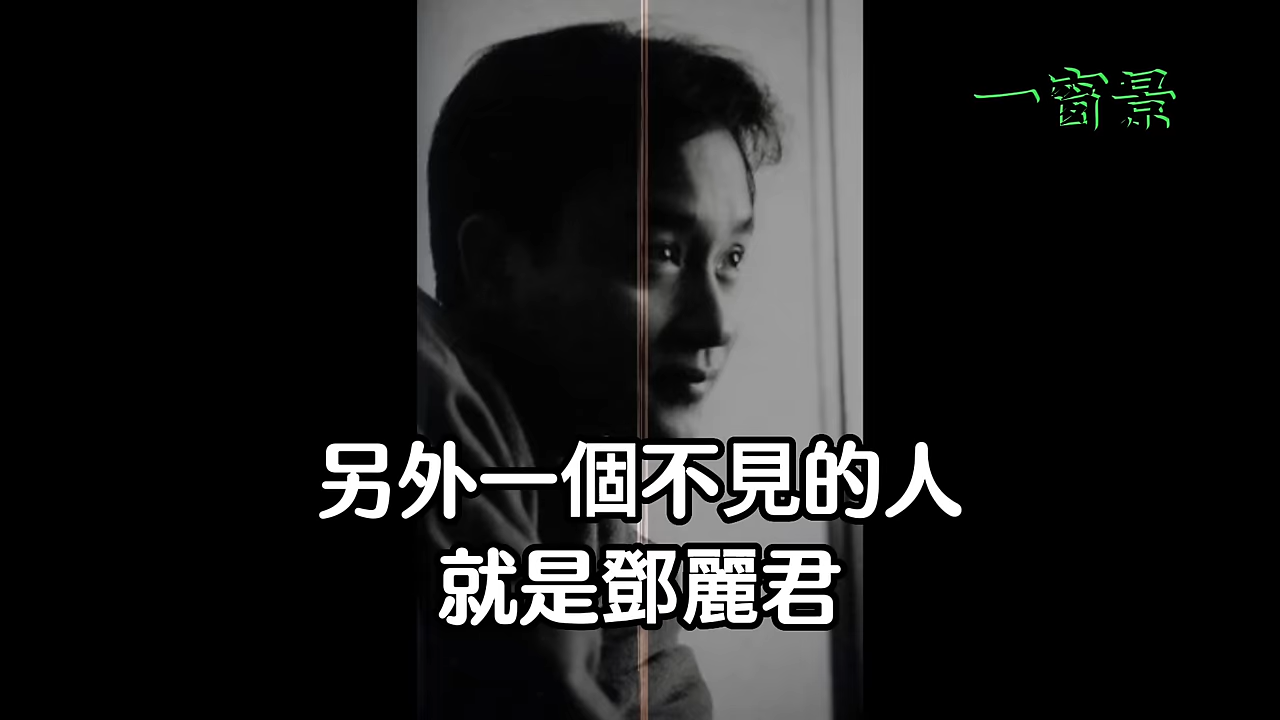 一窗景
另外一個不見的人
就是鄧麗君